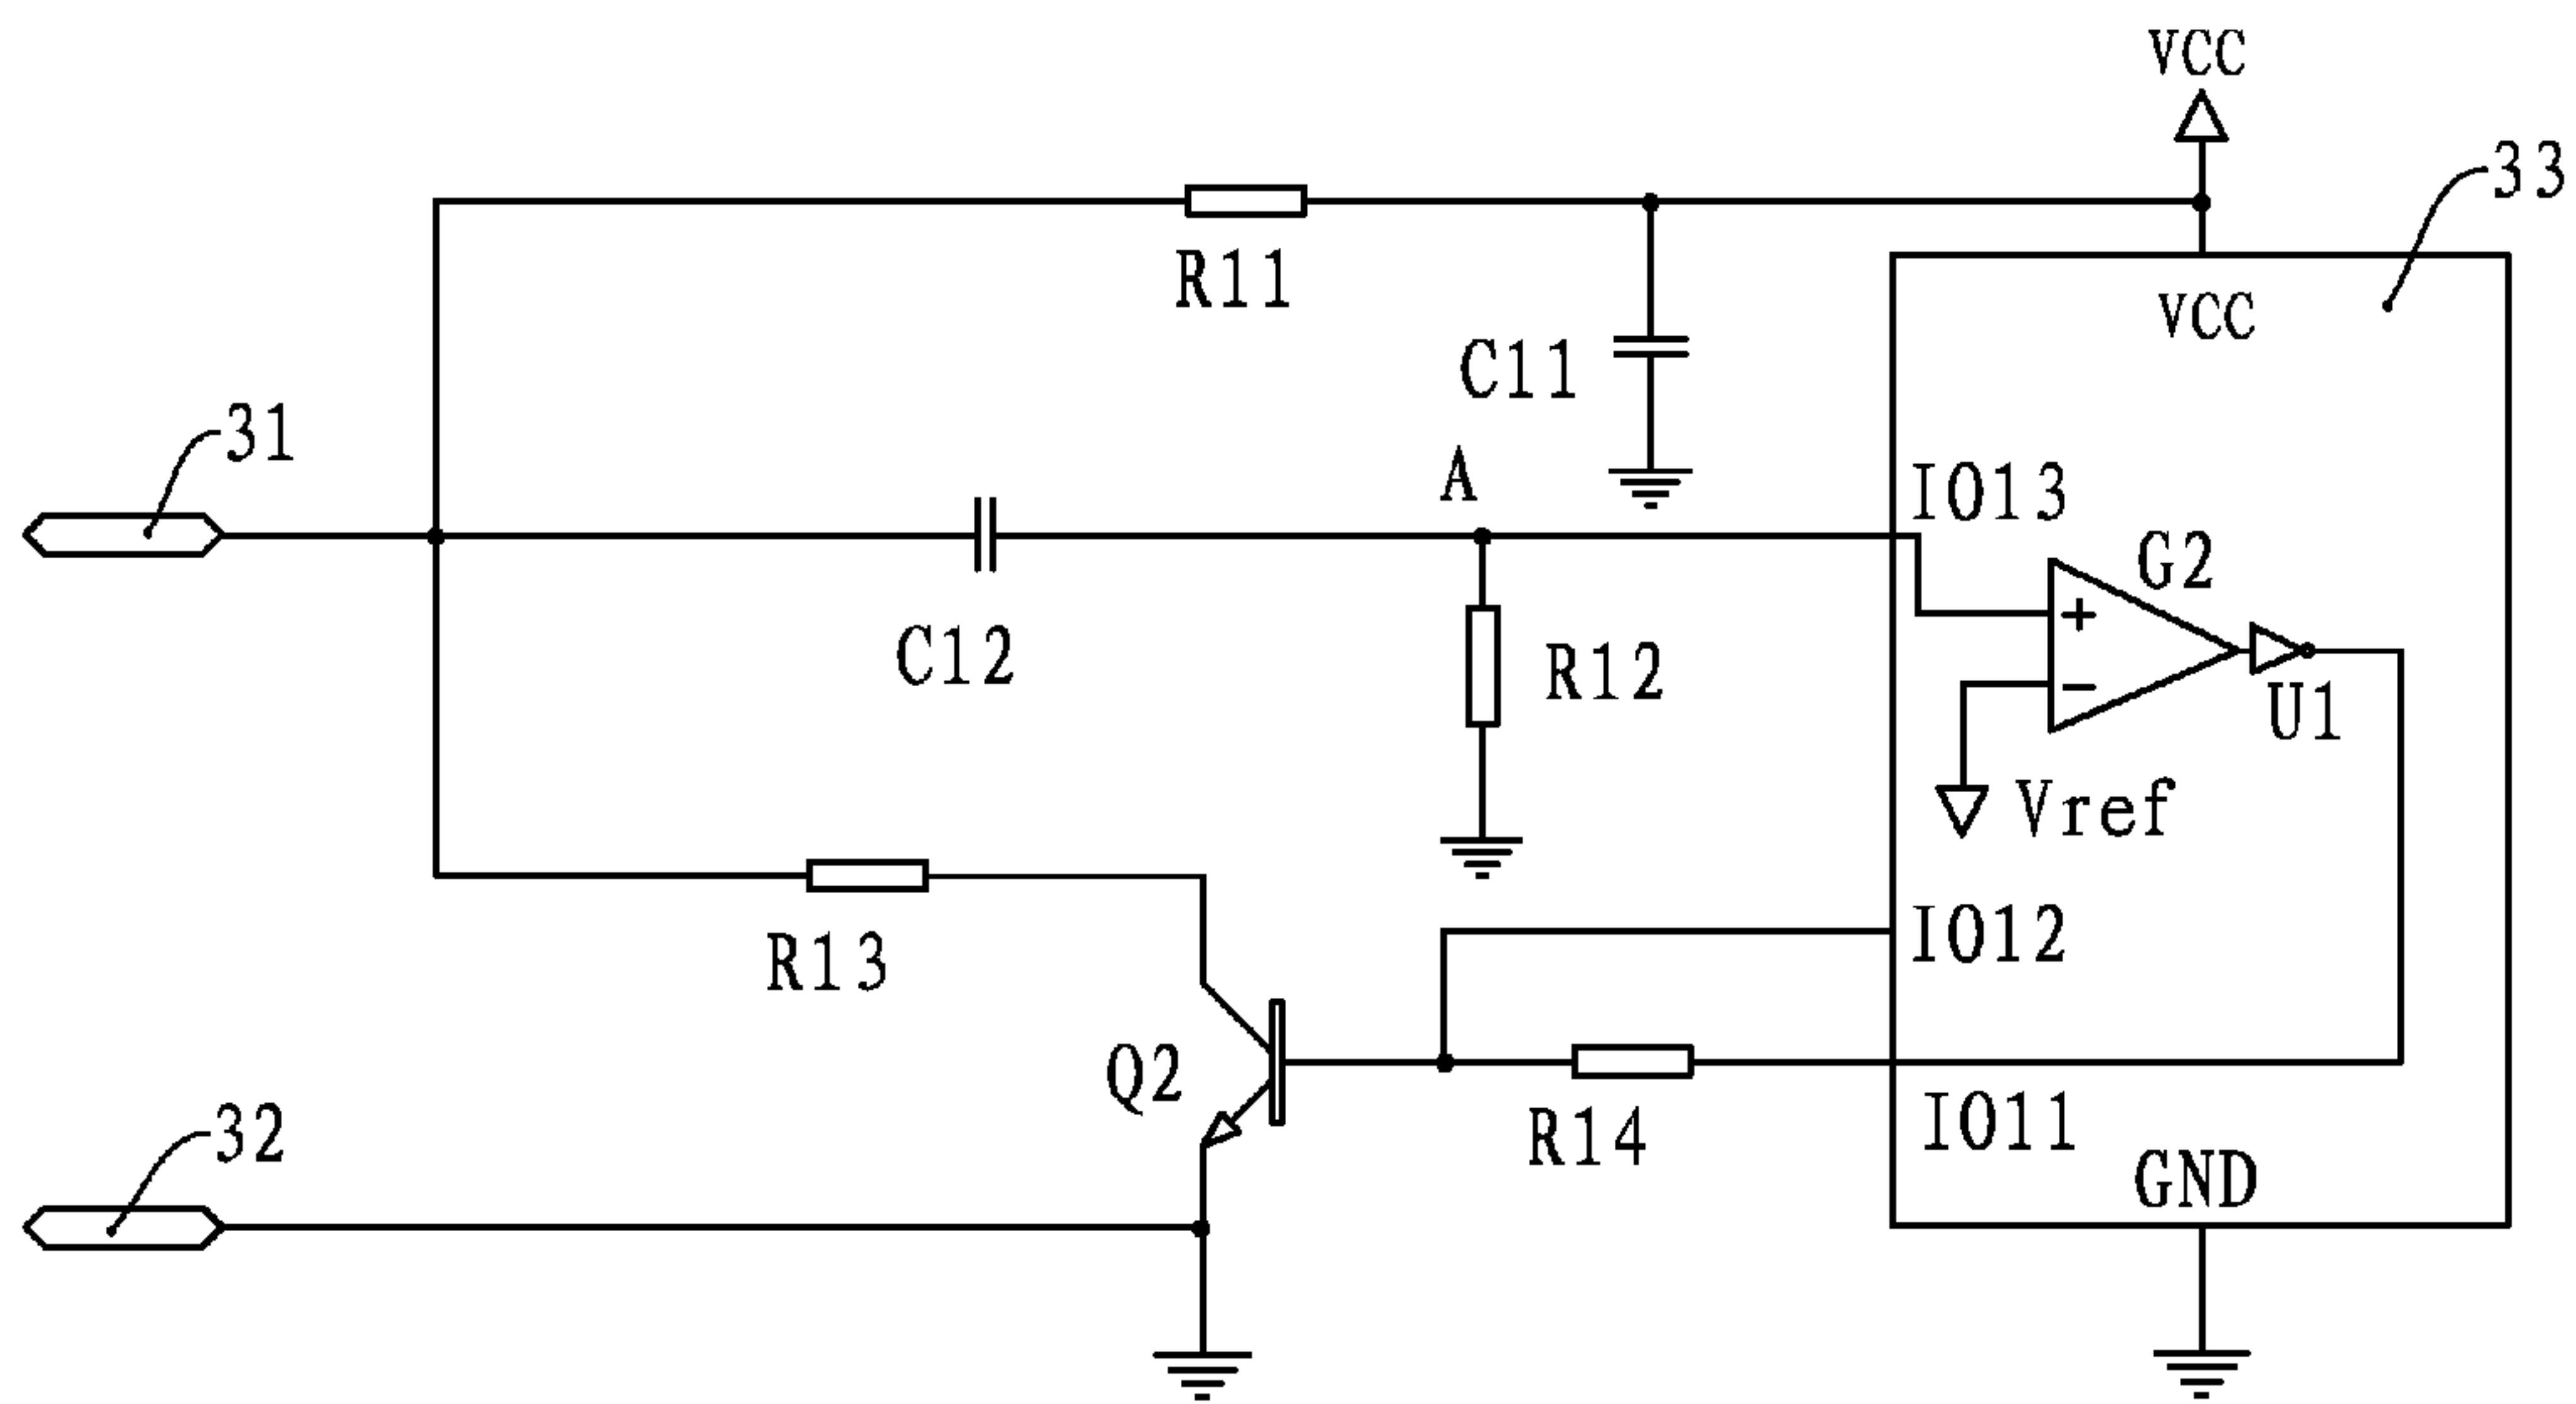 VCC
33
R11
VCC
C11
31
A
IO13
G2
+
C12
R12
−
U1
Vref
IO12
R13
Q2
32
R14
IO11
GND